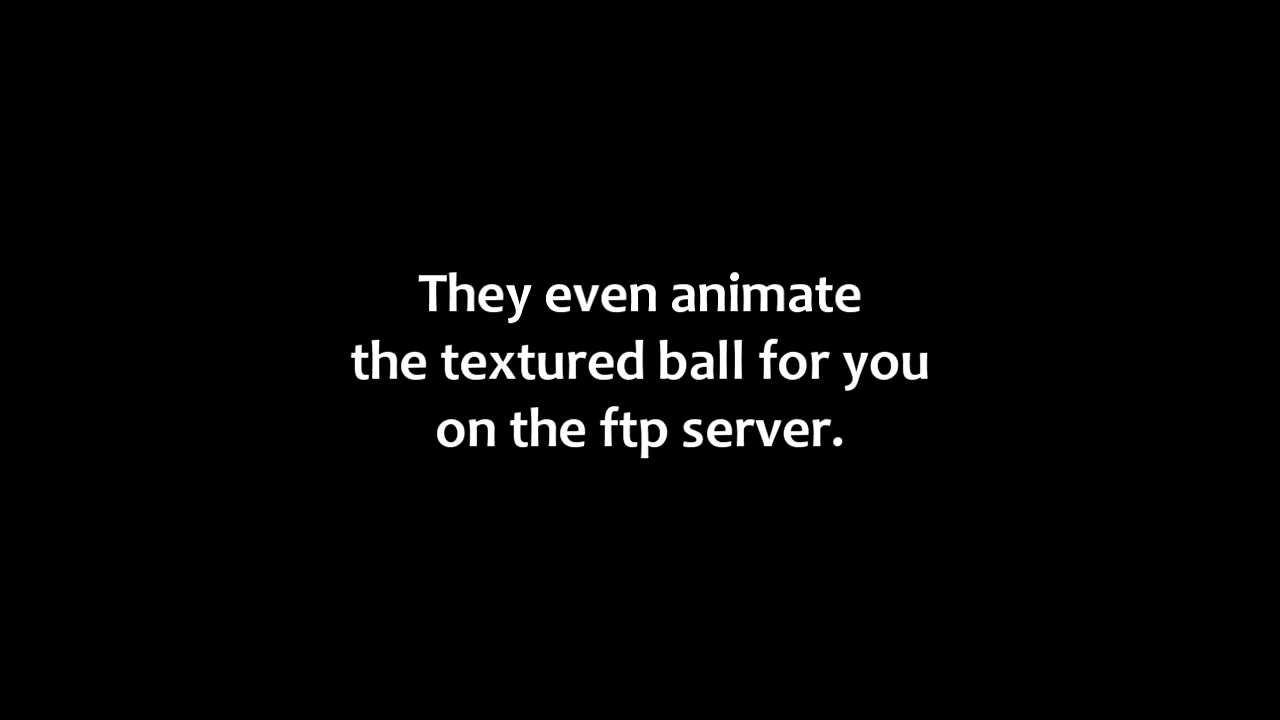 They even animate
the textured ball for you
on the ftp server.